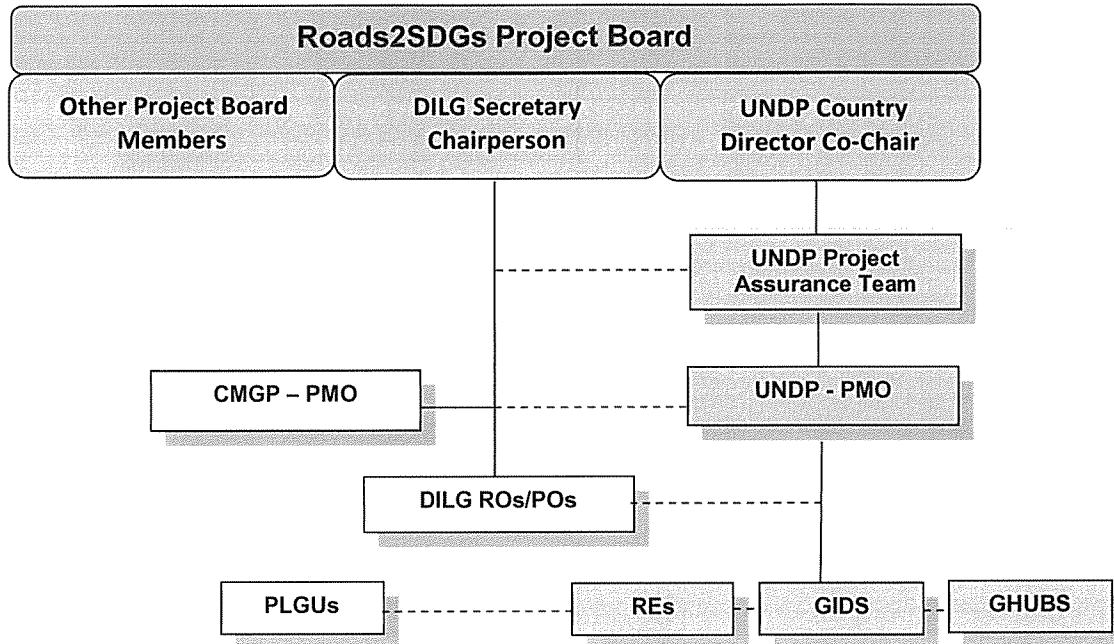 Roads2SDGs Project Board
Other Project Board
Members
DILG Secretary
Chairperson
UNDP Country
Director Co-Chair
UNDP Project
Assurance Team
CMGP – PMO
UNDP - PMO
DILG ROs/POs
PLGUs
REs
GIDS
GHUBS